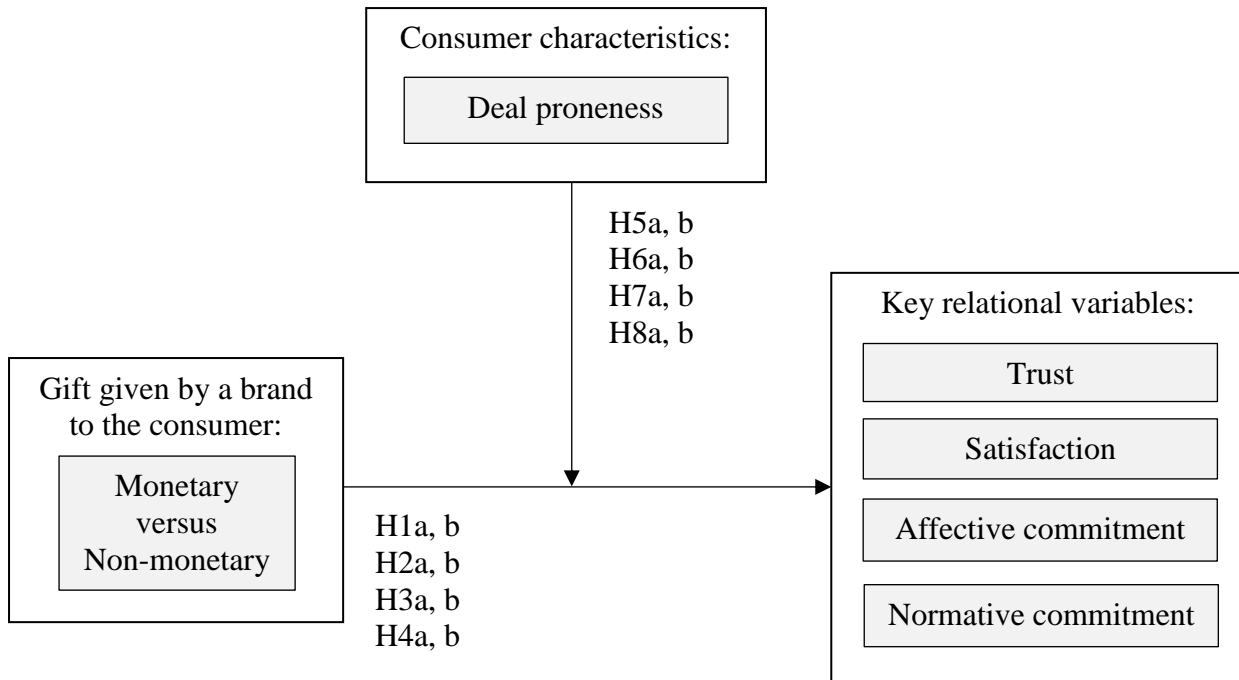 Consumer characteristics:
Deal proneness
H5a, b
H6a, b
H7a, b
H8a, b
Gift given by a brand
to the consumer:
Monetary
versus
Non-monetary
H1a, b
H2a, b
H3a, b
H4a, b
Key relational variables:
Trust
Satisfaction
Affective commitment
Normative commitment